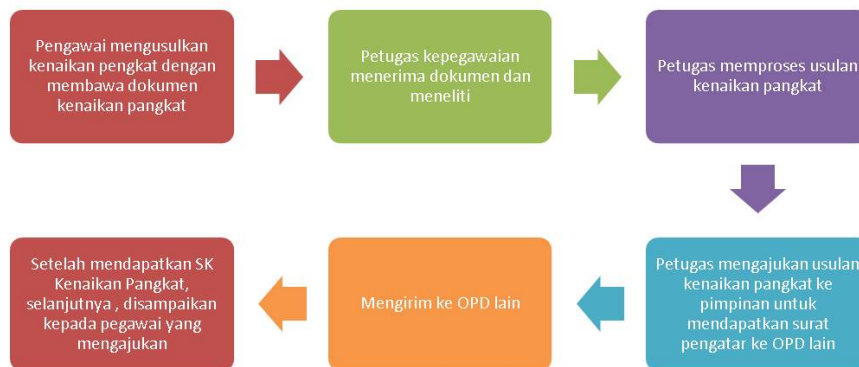 Pengawai mengusulkan
kenaikan pengkat dengan
membawa dokumen
kenaikan pangkat
Petugas kepegawaian
menerima dokumen dan
meneliti
Petugas memproses usulan
kenaikan pangkat
Petugas mengajukan usulan
kenaikan pangkat ke
pimpinan untuk
mendapatkan surat
pengatar ke OPD lain
Mengirim ke OPD lain
Setelah mendapatkan SK
Kenaikan Pangkat,
selanjutnya , disampaikan
kepada pegawai yang
mengajukan